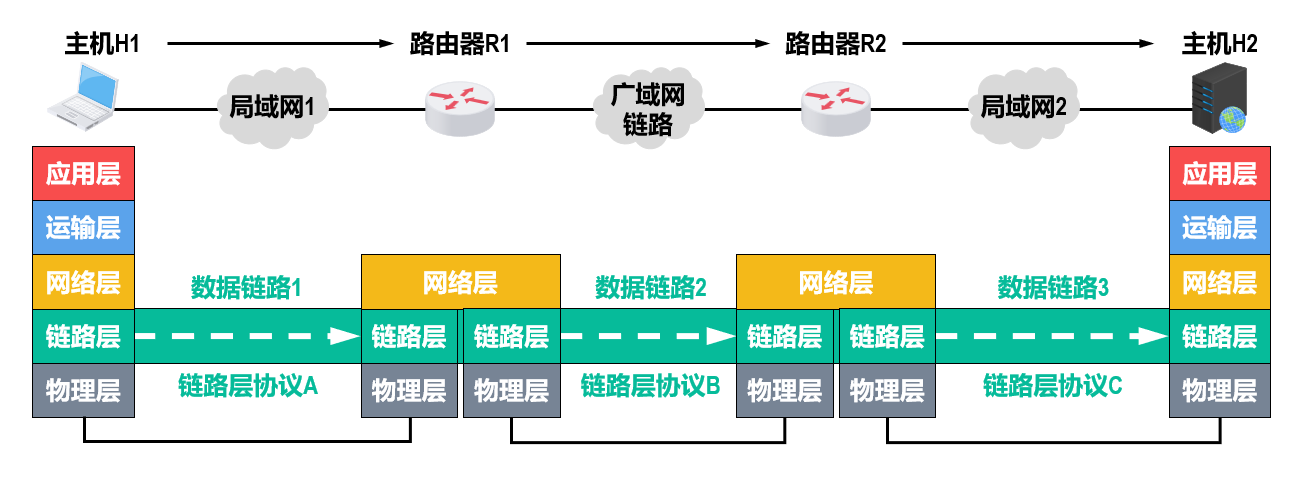 主机H1
路由器R1
路由器R2
主机H2
局域网1
广域网
链路
局域网2
应用层
应用层
运输层
运输层
网络层
数据链路1
网络层
数据链路2
网络层
数据链路3
网络层
链路层
链路层
链路层
链路层
链路层
链路层
物理层
链路层协议A
物理层
物理层
链路层协议B
物理层
物理层
链路层协议C
物理层